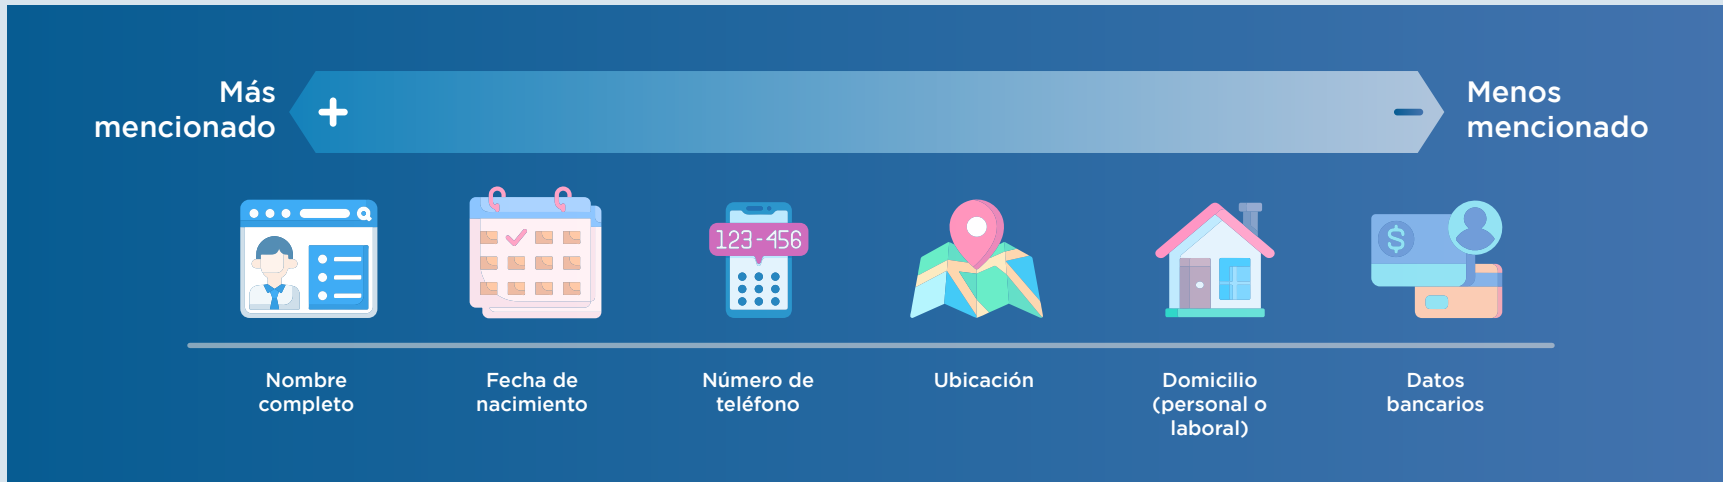 Más
mencionado
+
-
Menos
mencionado
123-456
$
Nombre
completo
Fecha de
nacimiento
Número de
teléfono
Ubicación
Domicilio
(personal o
laboral)
Datos
bancarios